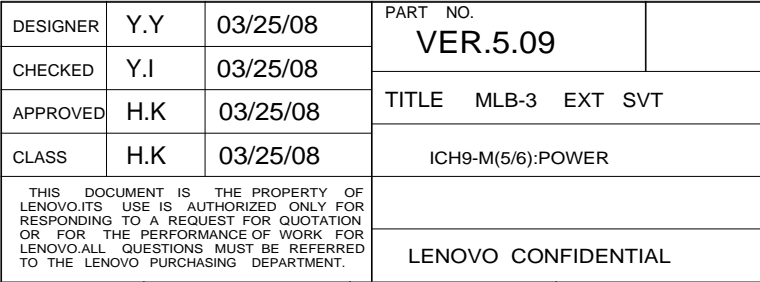 DESIGNER Y.Y 03/25/08
CHECKED Y.I 03/25/08
APPROVED H.K 03/25/08
CLASS H.K 03/25/08
THIS DOCUMENT IS THE PROPERTY OF
LENOVO.ITS USE IS AUTHORIZED ONLY FOR
RESPONDING TO A REQUEST FOR QUOTATION
OR FOR THE PERFORMANCE OF WORK FOR
LENOVO.ALL QUESTIONS MUST BE REFERRED
TO THE LENOVO PURCHASING DEPARTMENT.
PART NO.
VER.5.09
TITLE MLB-3 EXT SVT
ICH9-M(5/6):POWER
LENOVO CONFIDENTIAL